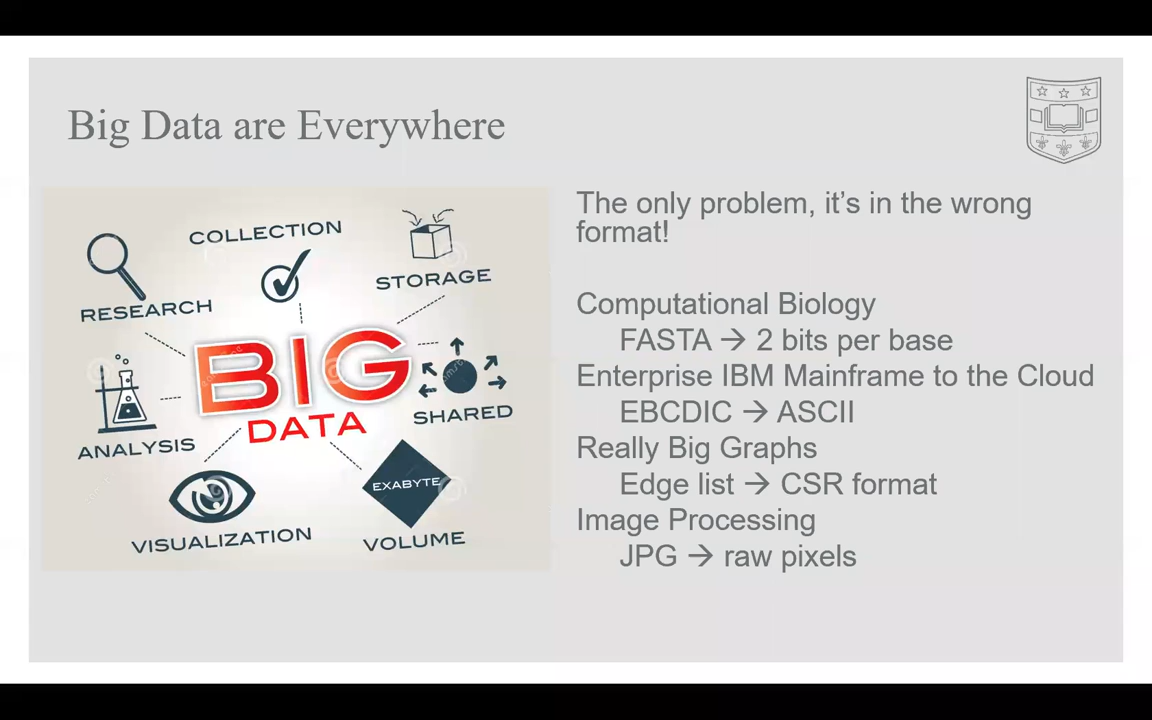 Big Data are Everywhere
COLLECTION
STORAGE
RESEARCH
BIG
DATA
SHARED
ANALYSIS
EXABYTE
VISUALIZATION
VOLUME
The only problem, it’s in the wrong
format!
Computational Biology
FASTA → 2 bits per base
Enterprise IBM Mainframe to the Cloud
EBCDIC → ASCII
Really Big Graphs
Edge list → CSR format
Image Processing
JPG → raw pixels